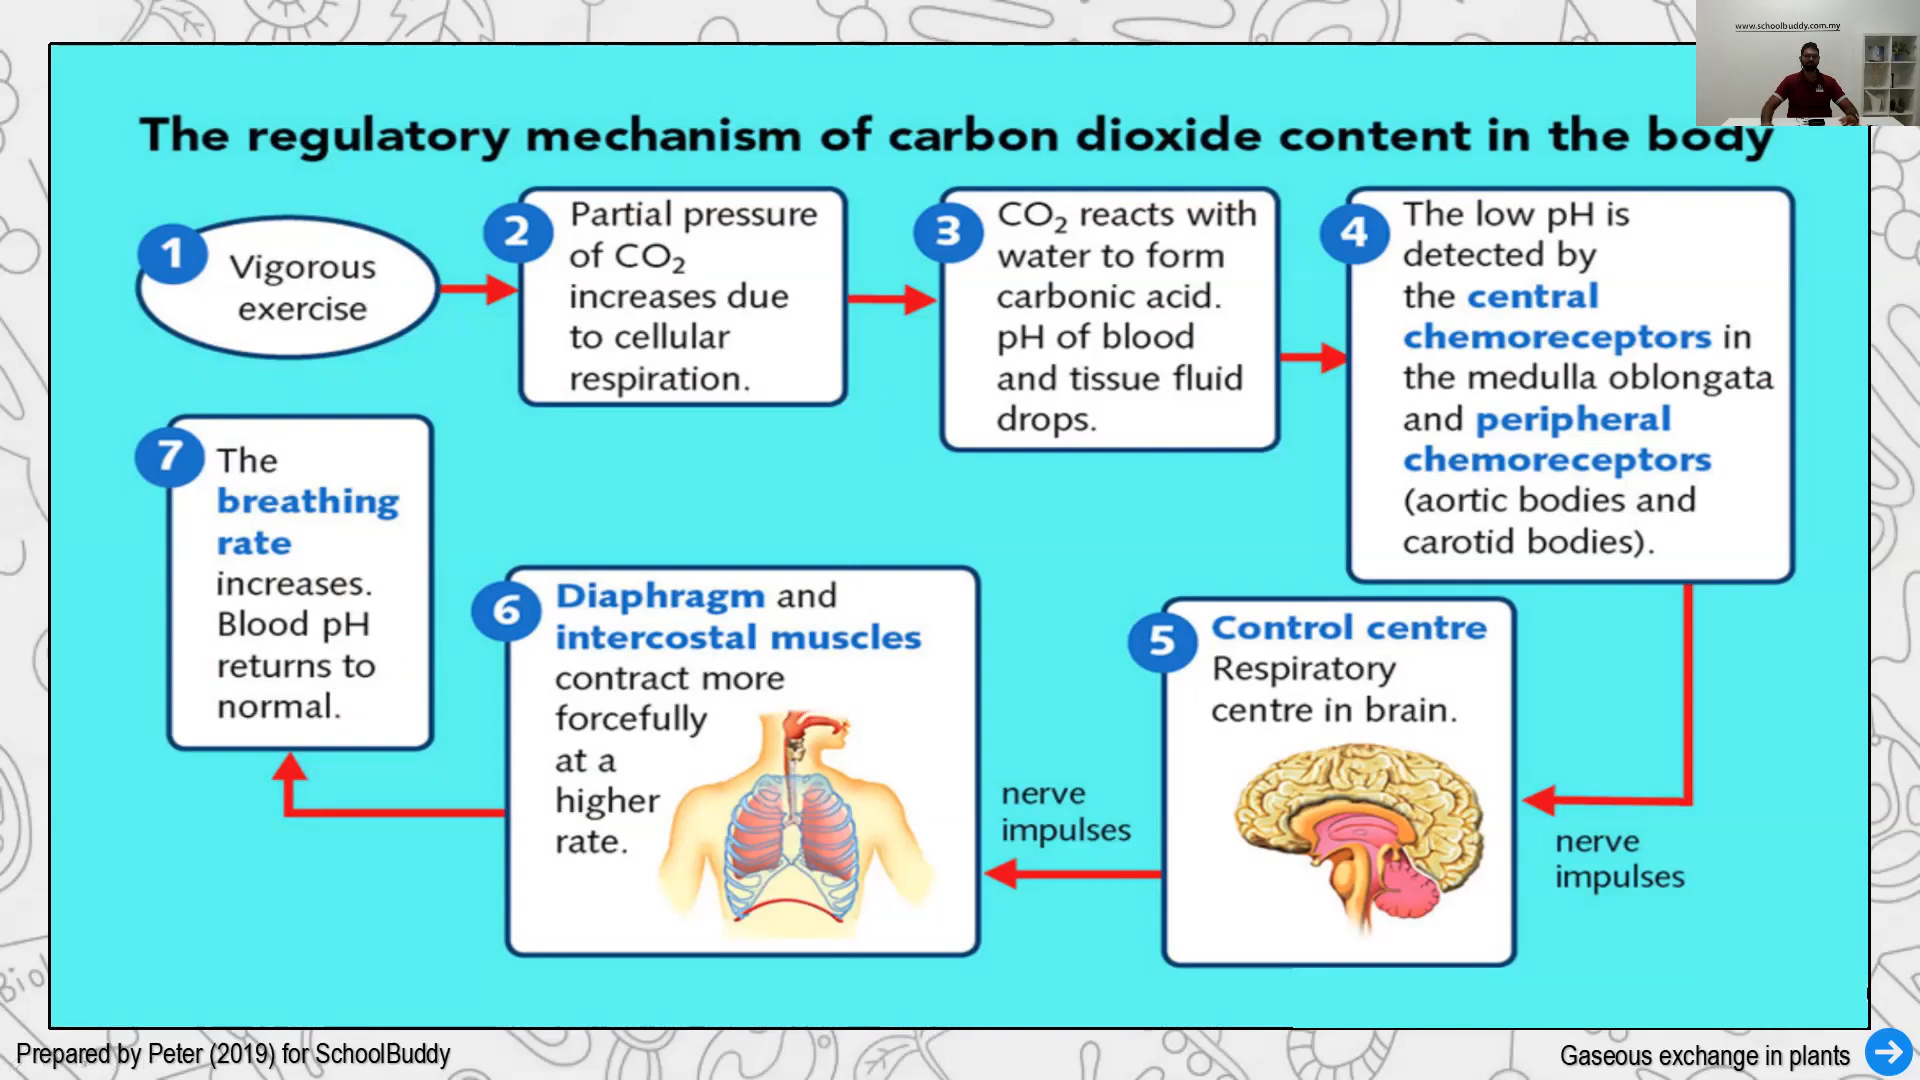 www.schoolbuddy.com.my
The regulatory mechanism of carbon dioxide content in the body
1
Vigorous
exercise
2
Partial pressure
of CO₂
increases due
to cellular
respiration.
3
CO₂ reacts with
water to form
carbonic acid.
pH of blood
and tissue fluid
drops.
4
The low pH is
detected by
the central
chemoreceptors in
the medulla oblongata
and peripheral
chemoreceptors
(aortic bodies and
carotid bodies).
nerve
impulses
5
Control centre
Respiratory
centre in brain.
nerve
impulses
6
Diaphragm and
intercostal muscles
contract more
forcefully
at a
higher
rate.
7
The
breathing
rate
increases.
Blood pH
returns to
normal.
Biol
Prepared by Peter (2019) for SchoolBuddy
Gaseous exchange in plants